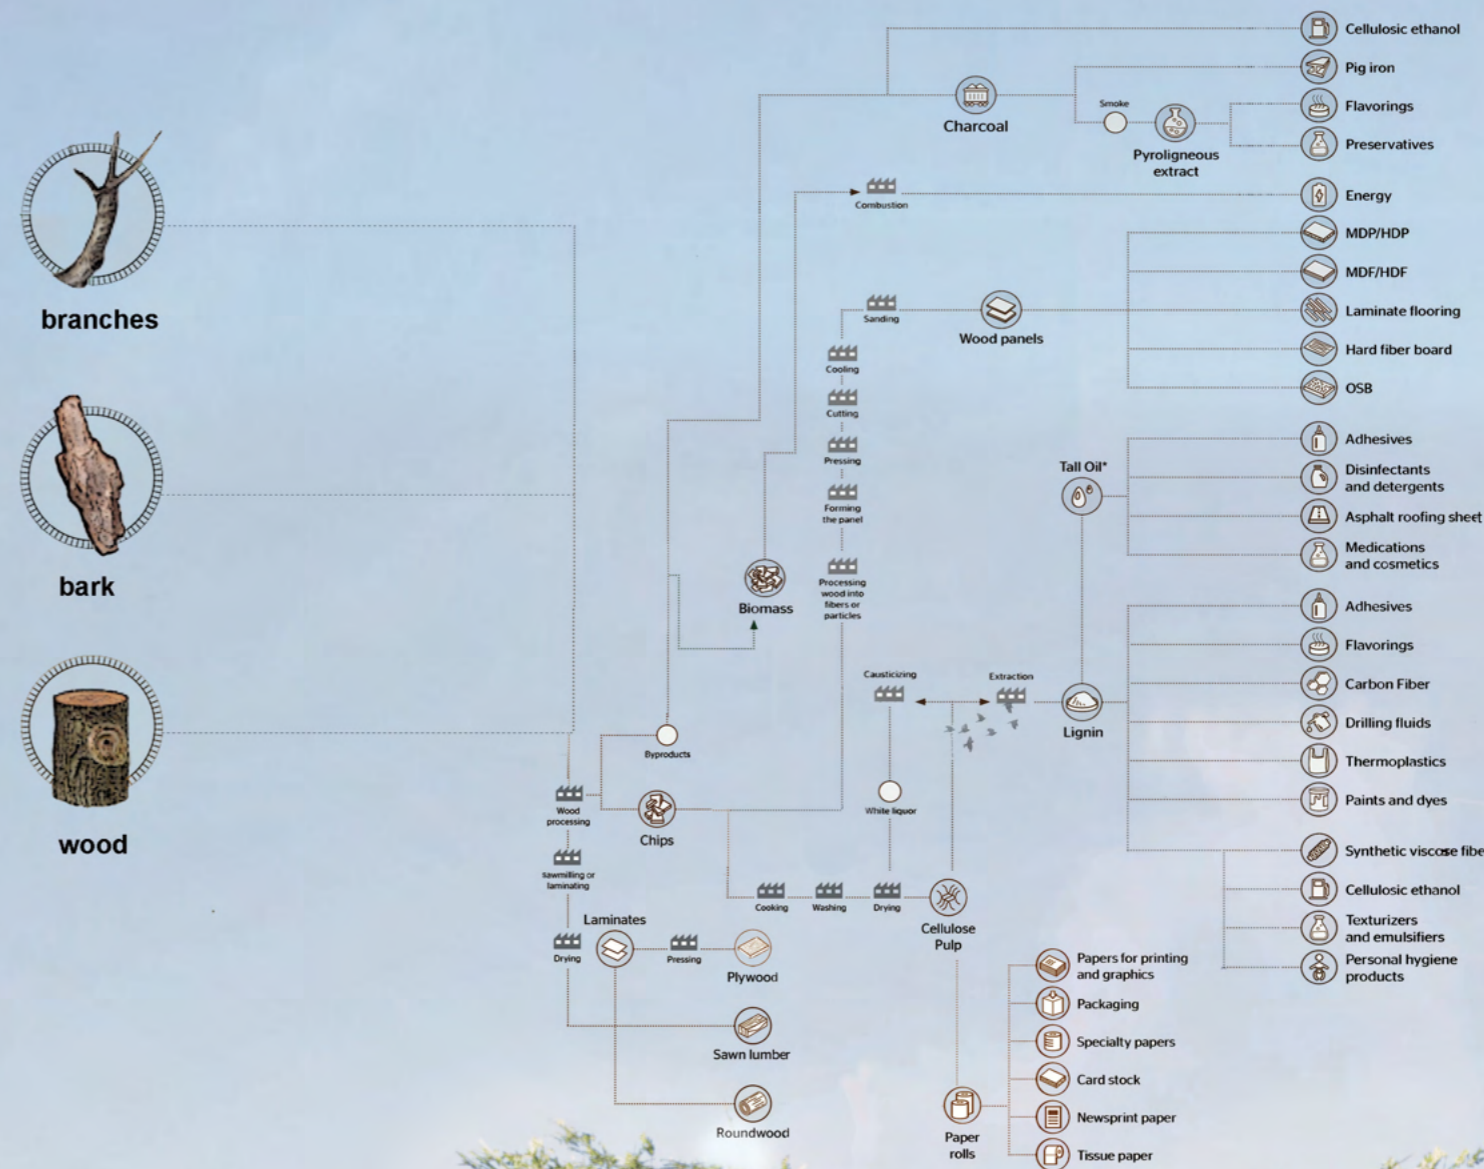 Cellulosic ethanol
Pig iron
Smoke
Flavorings
Charcoal
Preservatives
Pyroligneous
extract
Energy
Combustion
MDP/HDP
MDF/HDF
branches
Sanding
Laminate flooring
Wood panels
Hard fiber board
Cooling
OSB
Cutting
Adhesives
Pressing
Tall Oil*
Disinfectants
and detergents
Forming
the panel
Asphalt roofing sheet
Medications
and cosmetics
bark
Biomass
Processing
wood into
fibers or
particles
Adhesives
Flavorings
Causticizing
Extraction
Carbon Fiber
Lignin
Drilling fluids
Byproducts
Thermoplastics
Wood
processing
White liquor
Paints and dyes
wood
Chips
Synthetic viscose fibe
Sawmilling or
laminating
Cellulosic ethanol
Cooking
Washing
Drying
Laminates
Cellulose
Pulp
Texturizers
and emulsifiers
Drying
Pressing
Plywood
Papers for printing
and graphics
Personal hygiene
products
Packaging
Sawn lumber
Specialty papers
Card stock
Roundwood
Newsprint paper
Paper
rolls
Tissue paper